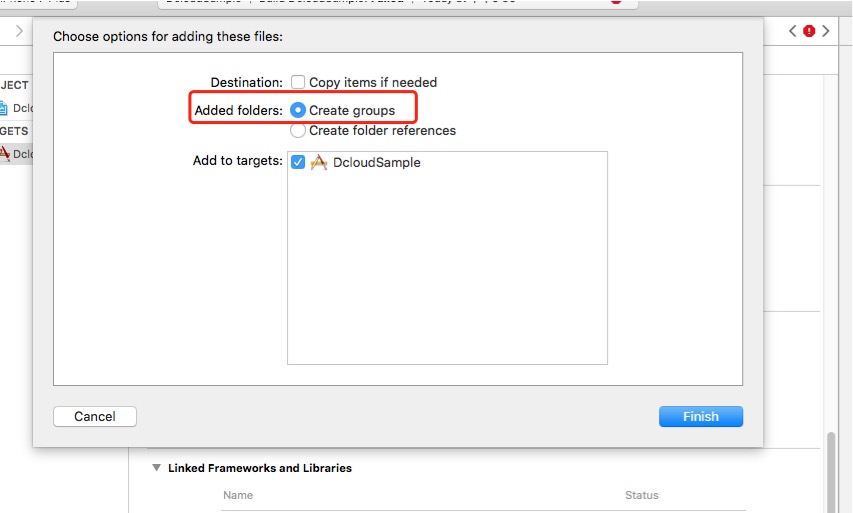 Choose options for adding these files:
Destination: Copy items if needed
JECT
Added folders: Create groups
Dclo
Create folder references
GETS
Dclo
Add to targets: DcloudSample
Cancel
Finish
Linked Frameworks and Libraries
Name
Status